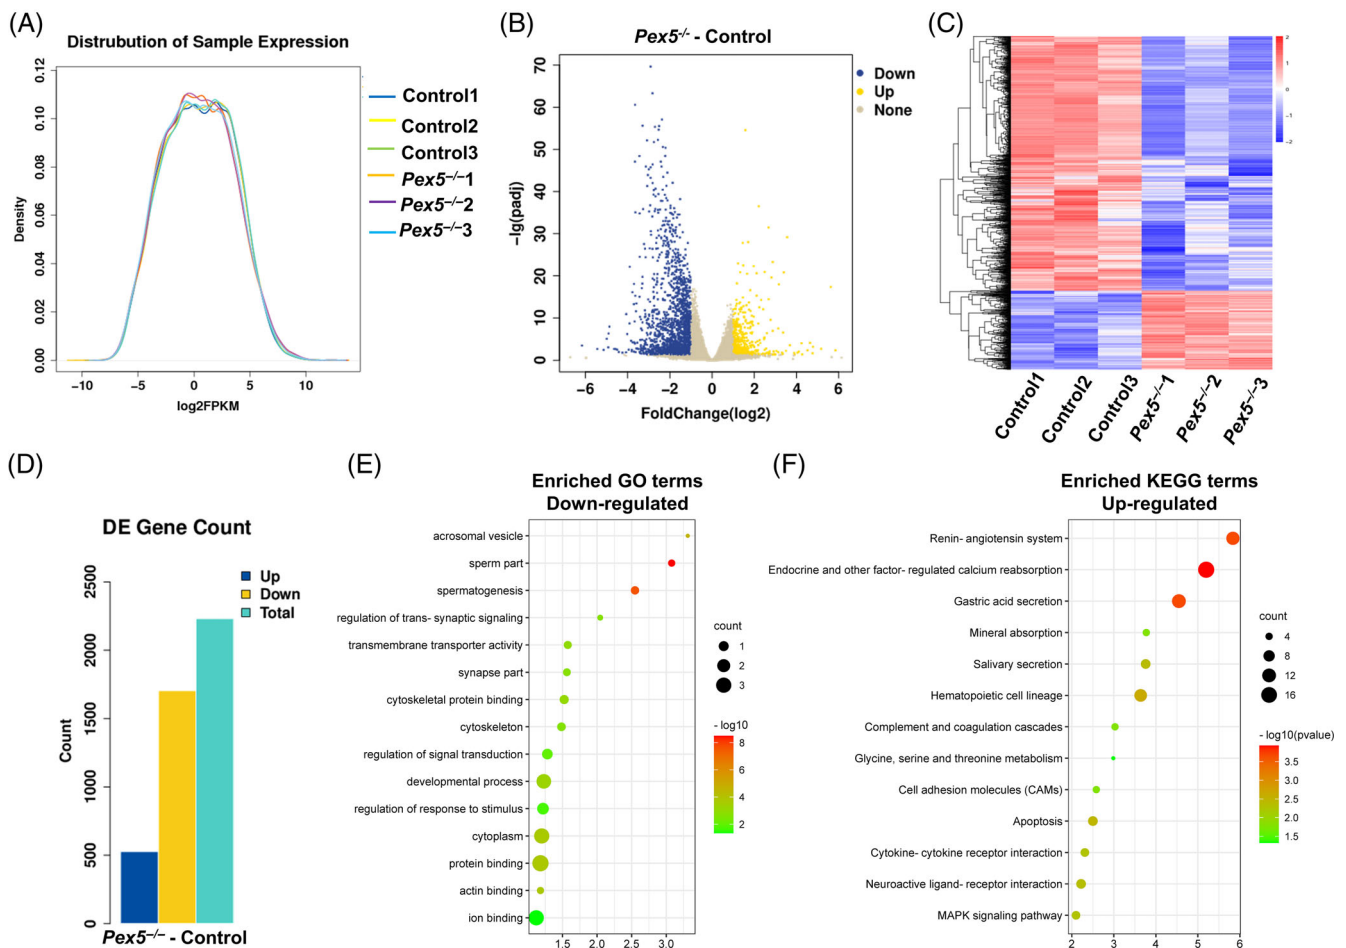 (A)
Distrubution of Sample Expression
0.12
0.10
0.08
0.06
0.04
0.02
0.00
Density
-10
-5
0
5
10
log2FPKM
Control1
Control2
Control3
Pex5-/-1
Pex5-/-2
Pex5-/-3
(B)
Pex5-/- - Control
70
60
50
40
30
20
10
0
-lg(padj)
-6
-4
-2
0
2
4
6
FoldChange(log2)
Down
Up
None
(C)
2
1
0
-1
-2
Control1
Control2
Control3
Pex5-/-1
Pex5-/-2
Pex5-/-3
(D)
DE Gene Count
Up
Down
Total
2500
2000
1500
1000
500
0
Count
Pex5-/- - Control
(E)
Enriched GO terms
Down-regulated
acrosomal vesicle
sperm part
spermatogenesis
regulation of trans- synaptic signaling
transmembrane transporter activity
synapse part
cytoskeletal protein binding
cytoskeleton
regulation of signal transduction
developmental process
regulation of response to stimulus
cytoplasm
protein binding
actin binding
ion binding
1.5
2.0
2.5
3.0
count
1
2
3
- log10
8
6
4
2
(F)
Enriched KEGG terms
Up-regulated
Renin- angiotensin system
Endocrine and other factor- regulated calcium reabsorption
Gastric acid secretion
Mineral absorption
Salivary secretion
Hematopoietic cell lineage
Complement and coagulation cascades
Glycine, serine and threonine metabolism
Cell adhesion molecules (CAMs)
Apoptosis
Cytokine- cytokine receptor interaction
Neuroactive ligand- receptor interaction
MAPK signaling pathway
2
3
4
5
6
count
4
8
12
16
- log10(pvalue)
3.5
3.0
2.5
2.0
1.5